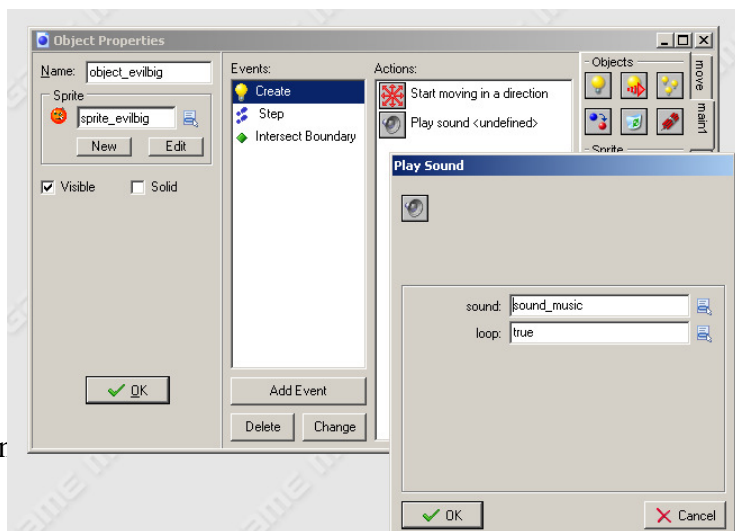 Object Properties
Name: object_evilbig
Sprite
sprite_evilbig
New Edit
Visible Solid
OK
Events:
Create
Step
Intersect Boundary
Add Event
Delete Change
Actions:
Start moving in a direction
Play sound <undefined>
Objects
move
main1
Sprite
Play Sound
sound: sound_music
loop: true
OK Cancel